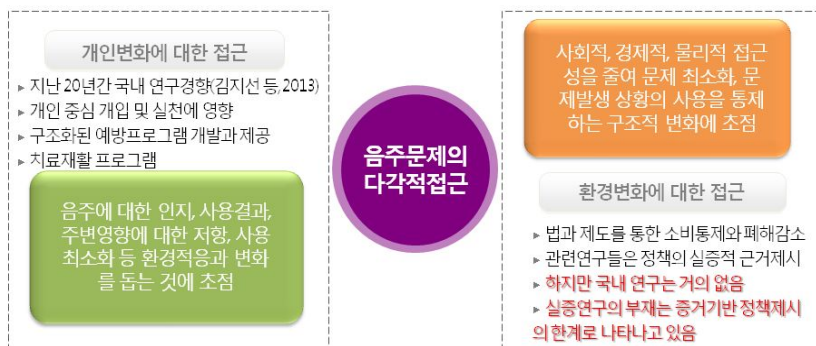 개인변화에 대한 접근
▸ 지난 20년간 국내 연구경향(김지선 등, 2013)
▸ 개인 중심 개입 및 실천에 영향
▸ 구조화된 예방프로그램 개발과 제공
▸ 치료재활 프로그램
음주에 대한 인지, 사용결과,
주변영향에 대한 저항, 사용
최소화 등 환경적응과 변화
를 돕는 것에 초점
음주문제의
다각적접근
사회적, 경제적, 물리적 접근
성을 줄여 문제 최소화, 문
제발생 상황의 사용을 통제
하는 구조적 변화에 초점
환경변화에 대한 접근
▸ 법과 제도를 통한 소비통제와 폐해감소
▸ 관련연구들은 정책의 실증적 근거제시
▸ 하지만 국내 연구는 거의 없음
▸ 실증연구의 부재는 증거기반 정책제시
의 한계로 나타나고 있음